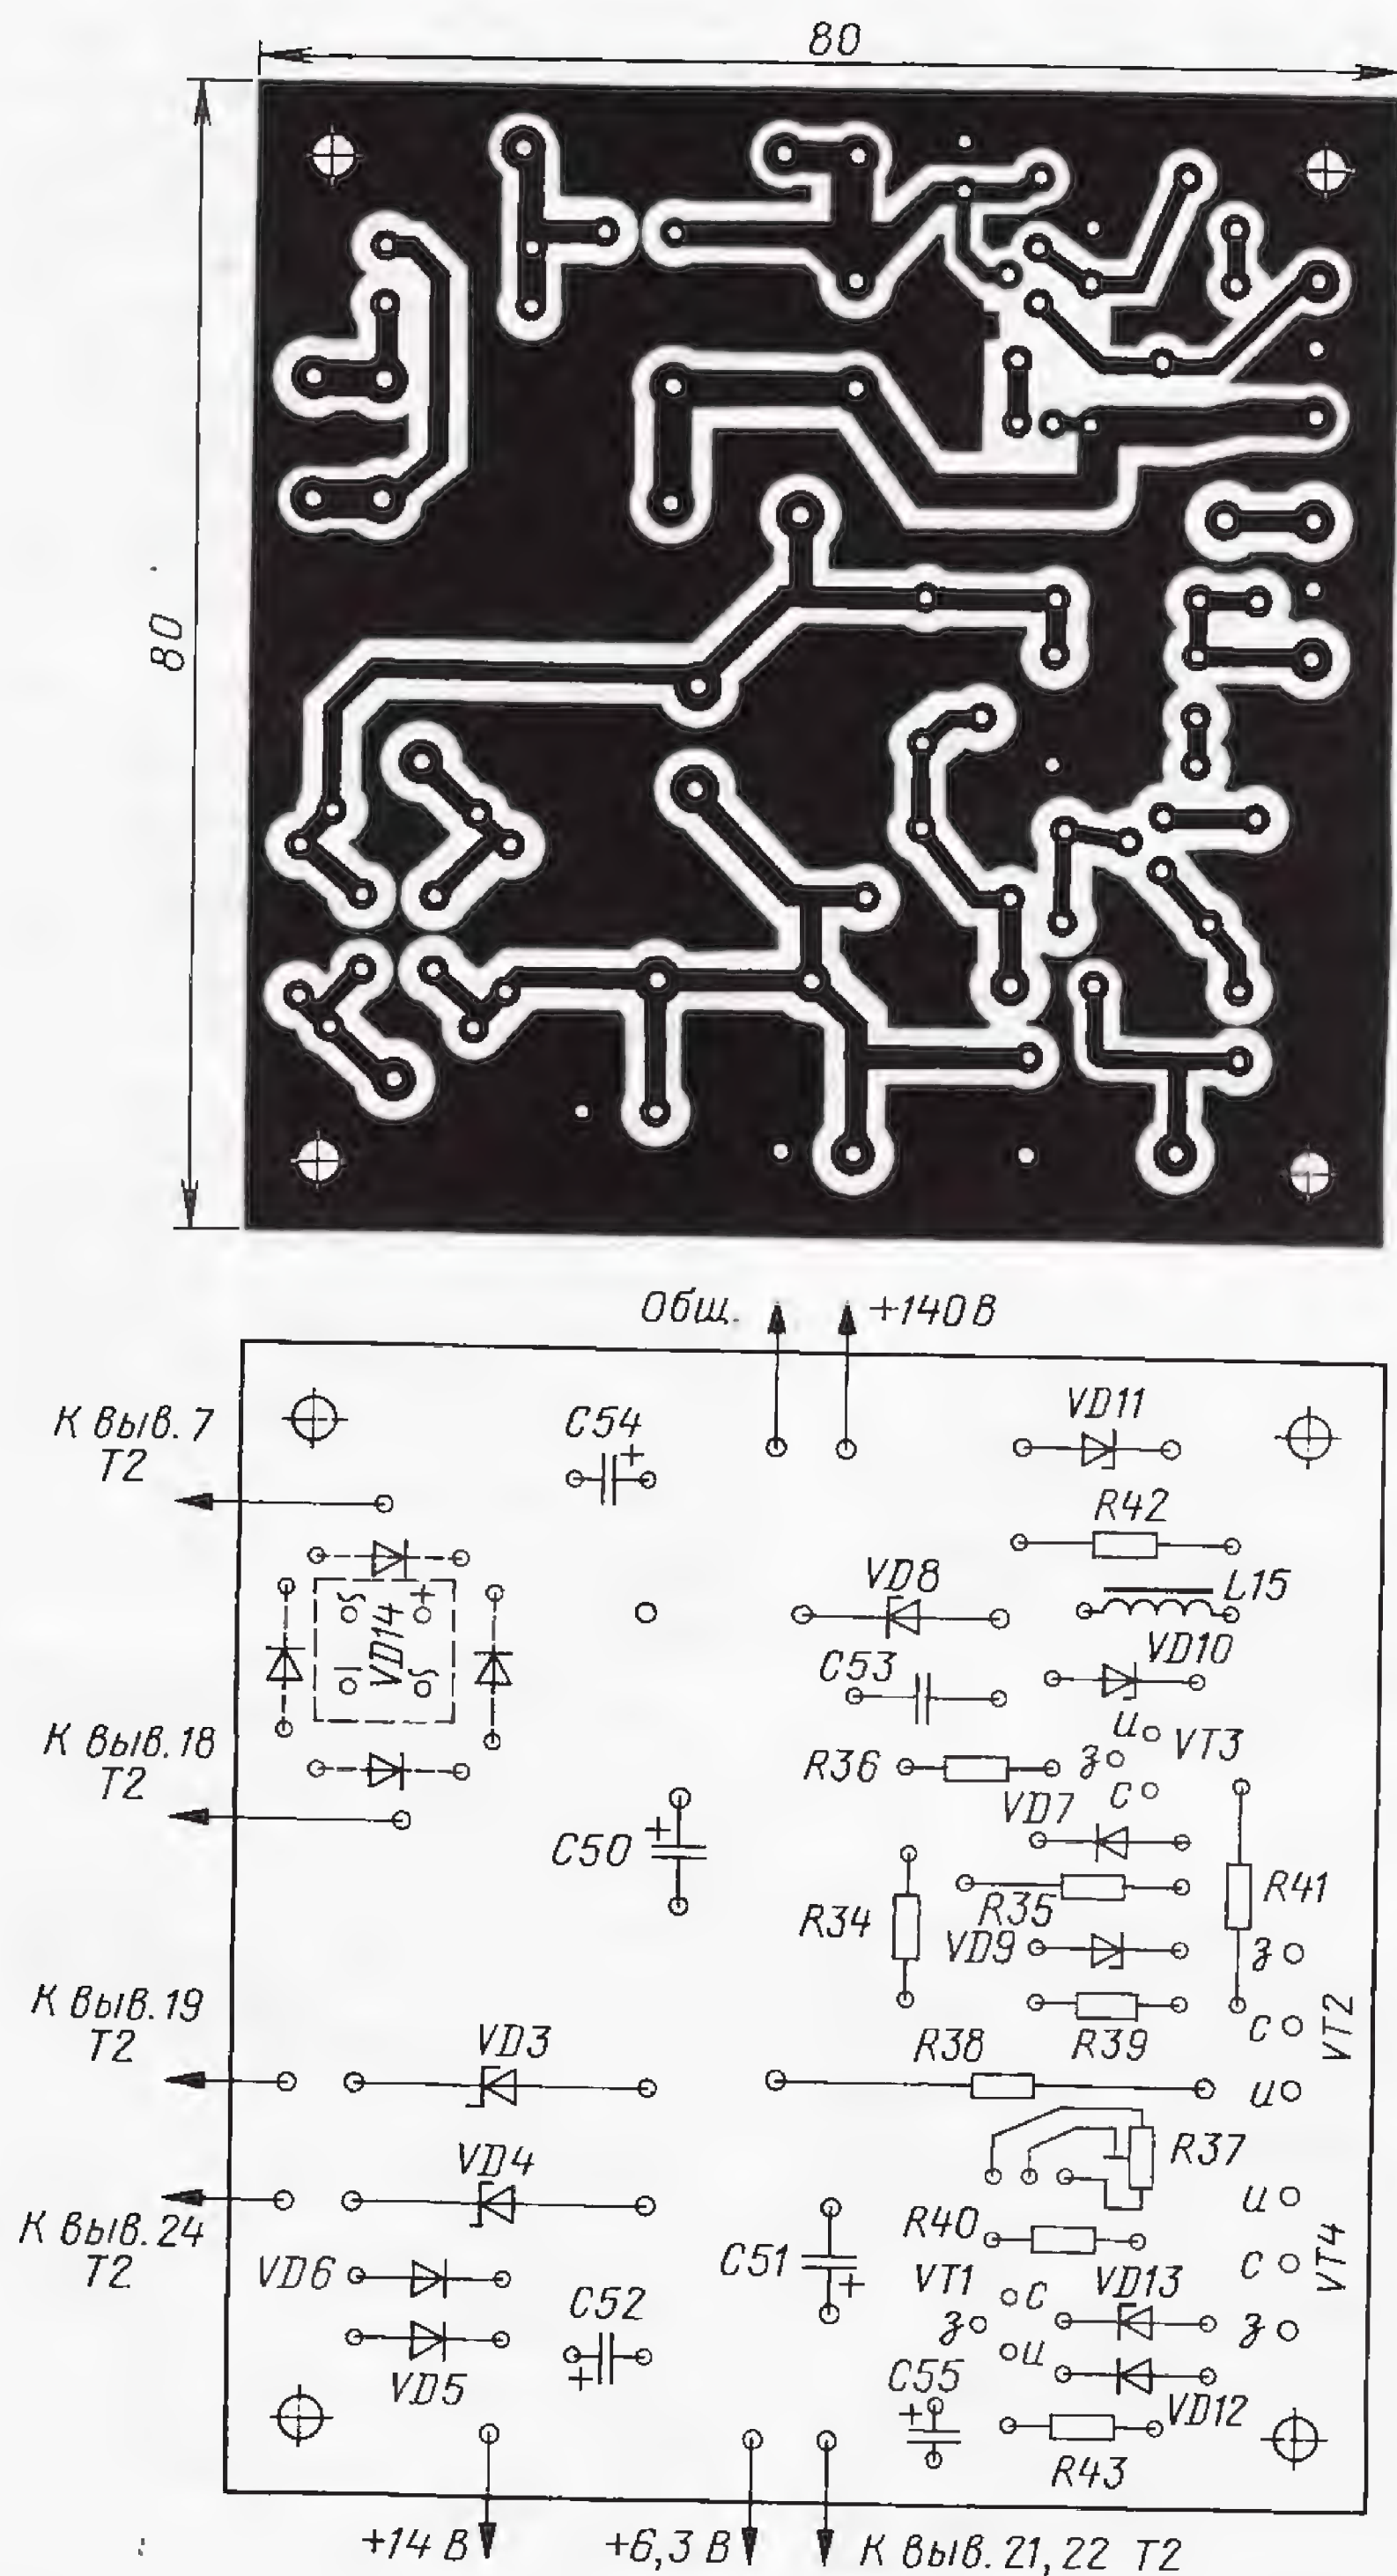 80
80
Общ.
+140 В
К выв. 7
Т2
C54
VD11
R42
L15
VD8
VD14
+
VD10
C53
и
VT3
R36
з
с
К выв. 18
Т2
VD7
C50
+
R41
R35
R34
VD9
з
К выв. 19
Т2
с
VT2
VD3
R38
R39
и
R37
VD4
и
К выв. 24
Т2
R40
C51
+
с
VT4
VD6
VT1
с
VD13
C52
+
з
з
и
VD5
C55
+
VD12
R43
+14 В
+6,3 В
К выв. 21, 22 Т2